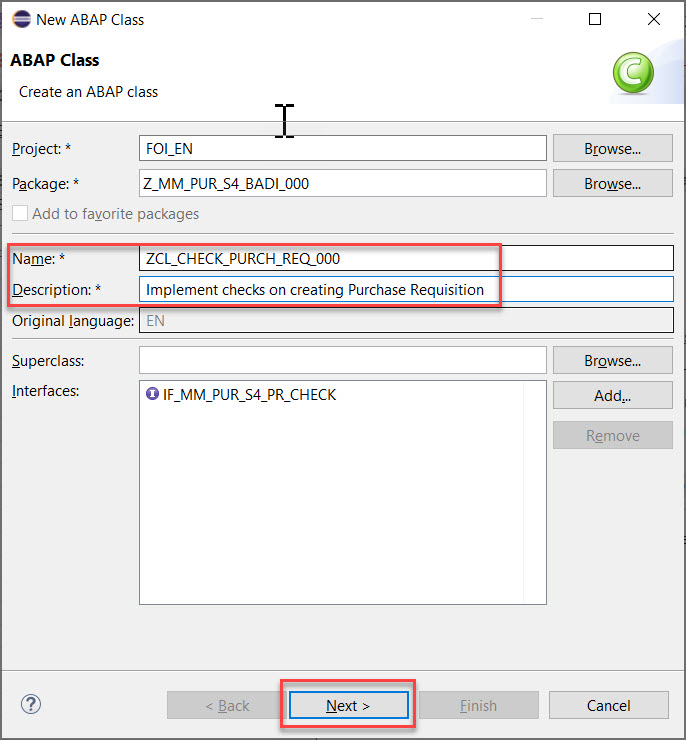 New ABAP Class
ABAP Class
Create an ABAP class
C
Project: * FOI_EN Browse...
Package: * Z_MM_PUR_S4_BADI_000 Browse...
Add to favorite packages
Name: * ZCL_CHECK_PURCH_REQ_000
Description: * Implement checks on creating Purchase Requisition
Original language: EN
Superclass: Browse...
Interfaces: I IF_MM_PUR_S4_PR_CHECK Add...
Remove
? < Back Next > Finish Cancel